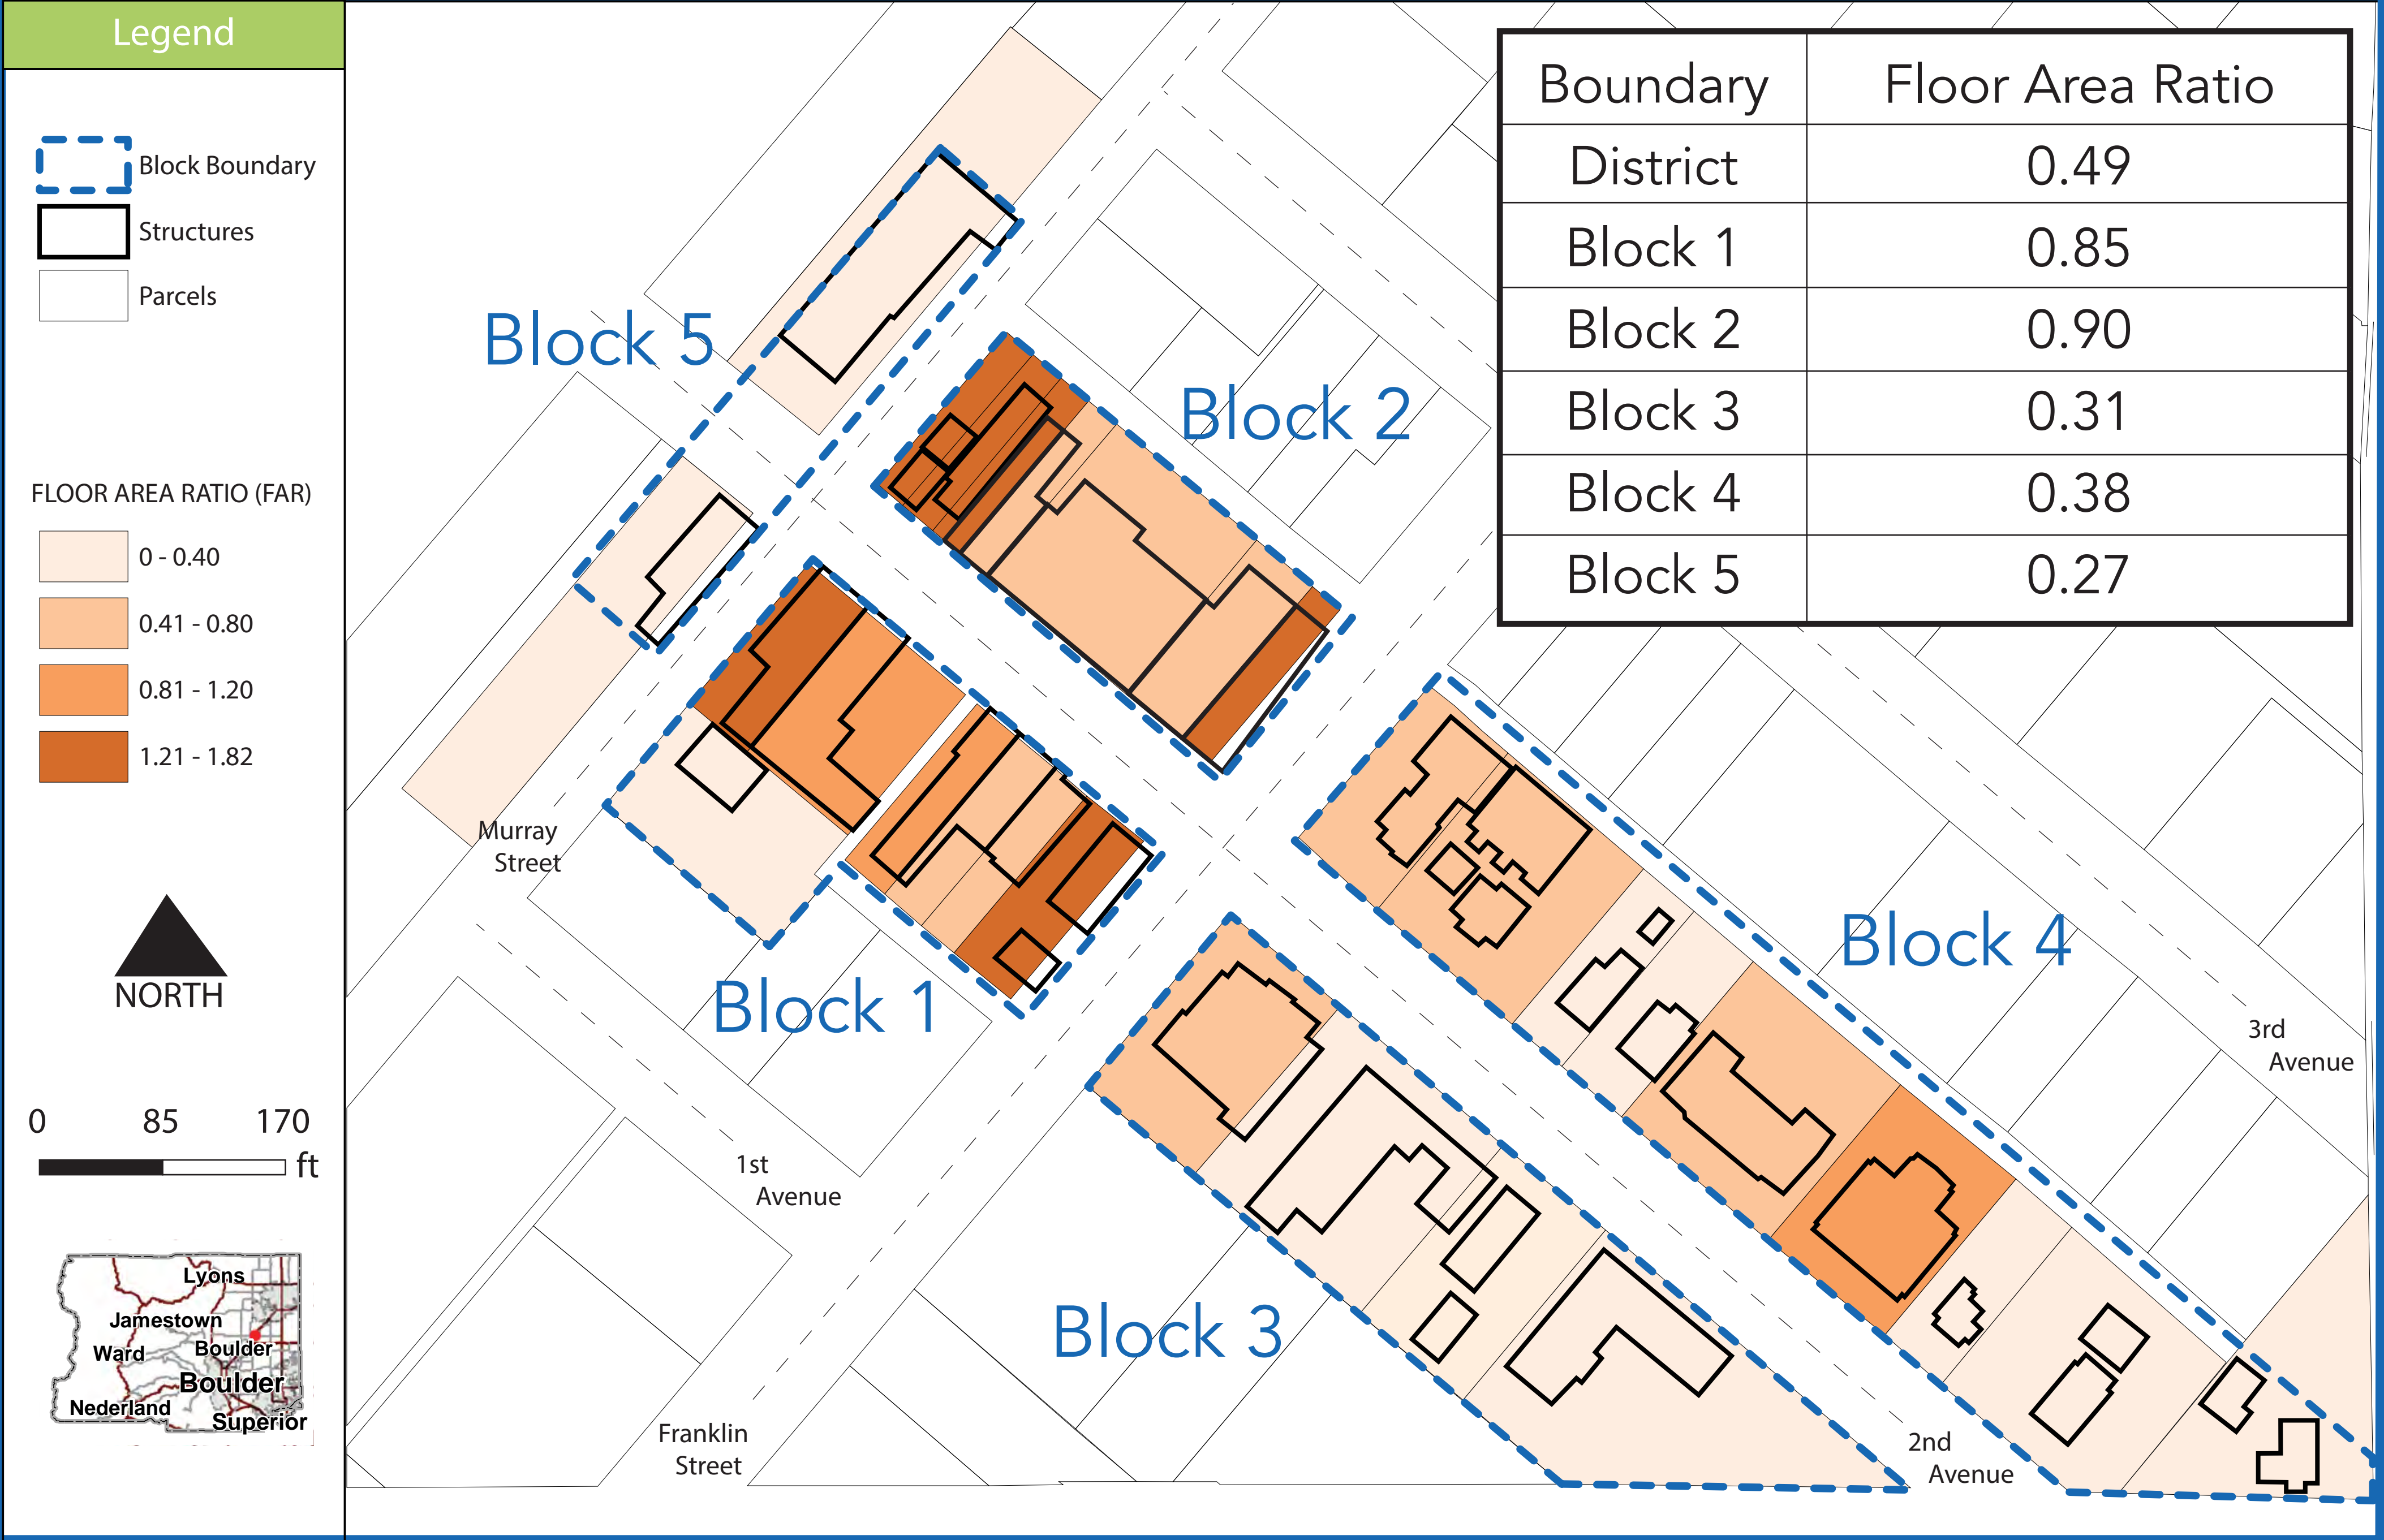 Legend
Block Boundary
Structures
Parcels
FLOOR AREA RATIO (FAR)
0 - 0.40
0.41 - 0.80
0.81 - 1.20
1.21 - 1.82
NORTH
0 85 170
ft
Lyons
Jamestown
Ward Boulder
Boulder
Nederland
Superior
Boundary Floor Area Ratio
District 0.49
Block 1 0.85
Block 2 0.90
Block 3 0.31
Block 4 0.38
Block 5 0.27
Block 5
Block 2
Murray
Street
Block 4
Block 1
3rd
Avenue
1st
Avenue
Block 3
Franklin
Street
2nd
Avenue